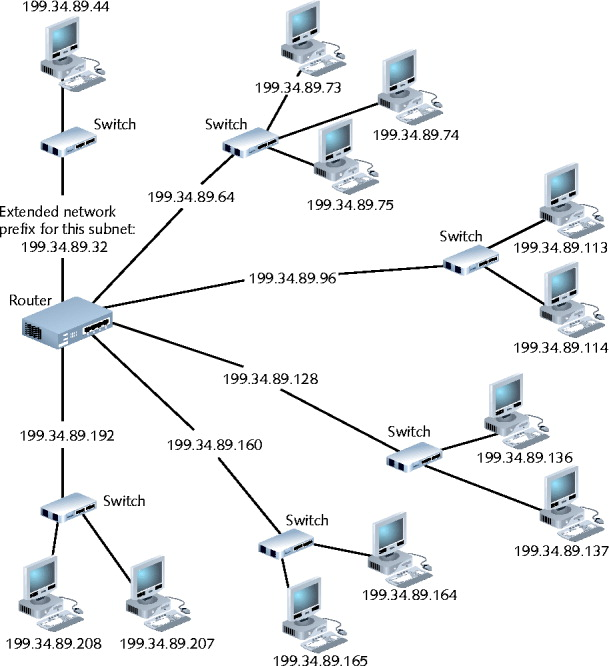 199.34.89.44
Switch
199.34.89.73
199.34.89.74
Switch
199.34.89.75
199.34.89.64
Extended network
prefix for this subnet:
199.34.89.32
199.34.89.113
Switch
199.34.89.96
199.34.89.114
Router
199.34.89.128
199.34.89.136
Switch
199.34.89.137
199.34.89.192
199.34.89.160
Switch
199.34.89.208
199.34.89.207
Switch
199.34.89.164
199.34.89.165